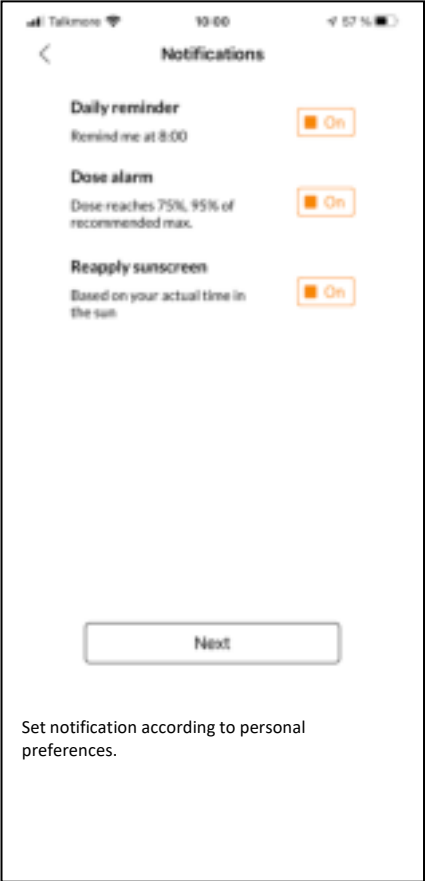 Talkmore 10:00 57 %
Notifications
Daily reminder
Remind me at 8:00
On
Dose alarm
Dose reaches 75%, 95% of
recommended max.
On
Reapply sunscreen
Based on your actual time in
the sun
On
Next
Set notification according to personal
preferences.